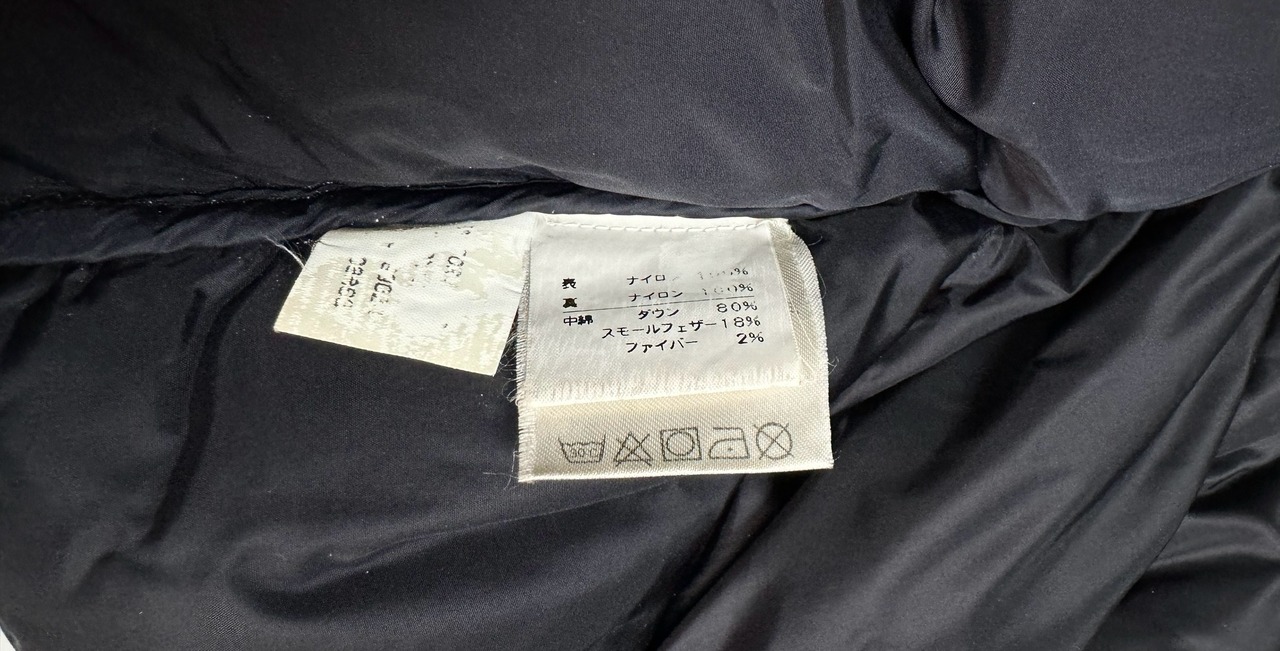 表 ナイロン 100%
裏 ナイロン 100%
中綿 ダウン 80%
スモールフェザー 18%
ファイバー 2%
30℃